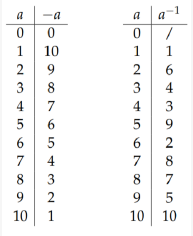 a -a a a⁻¹
0 0 0 /
1 10 1 1
2 9 2 6
3 8 3 4
4 7 4 3
5 6 5 9
6 5 6 2
7 4 7 8
8 3 8 7
9 2 9 5
10 1 10 10